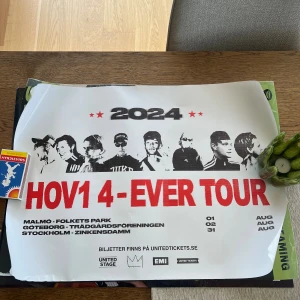 2024
HOV1 4-EVER TOUR
MALMÖ - FOLKETS PARK 01 AUG
GÖTEBORG - TRÄDGÅRDSFÖRENINGEN 02 AUG
STOCKHOLM - ZINKENSDAMM 31 AUG
BILJETTER FINNS PÅ UNITEDTICKETS.SE
UNITED STAGE EMI
GAMING